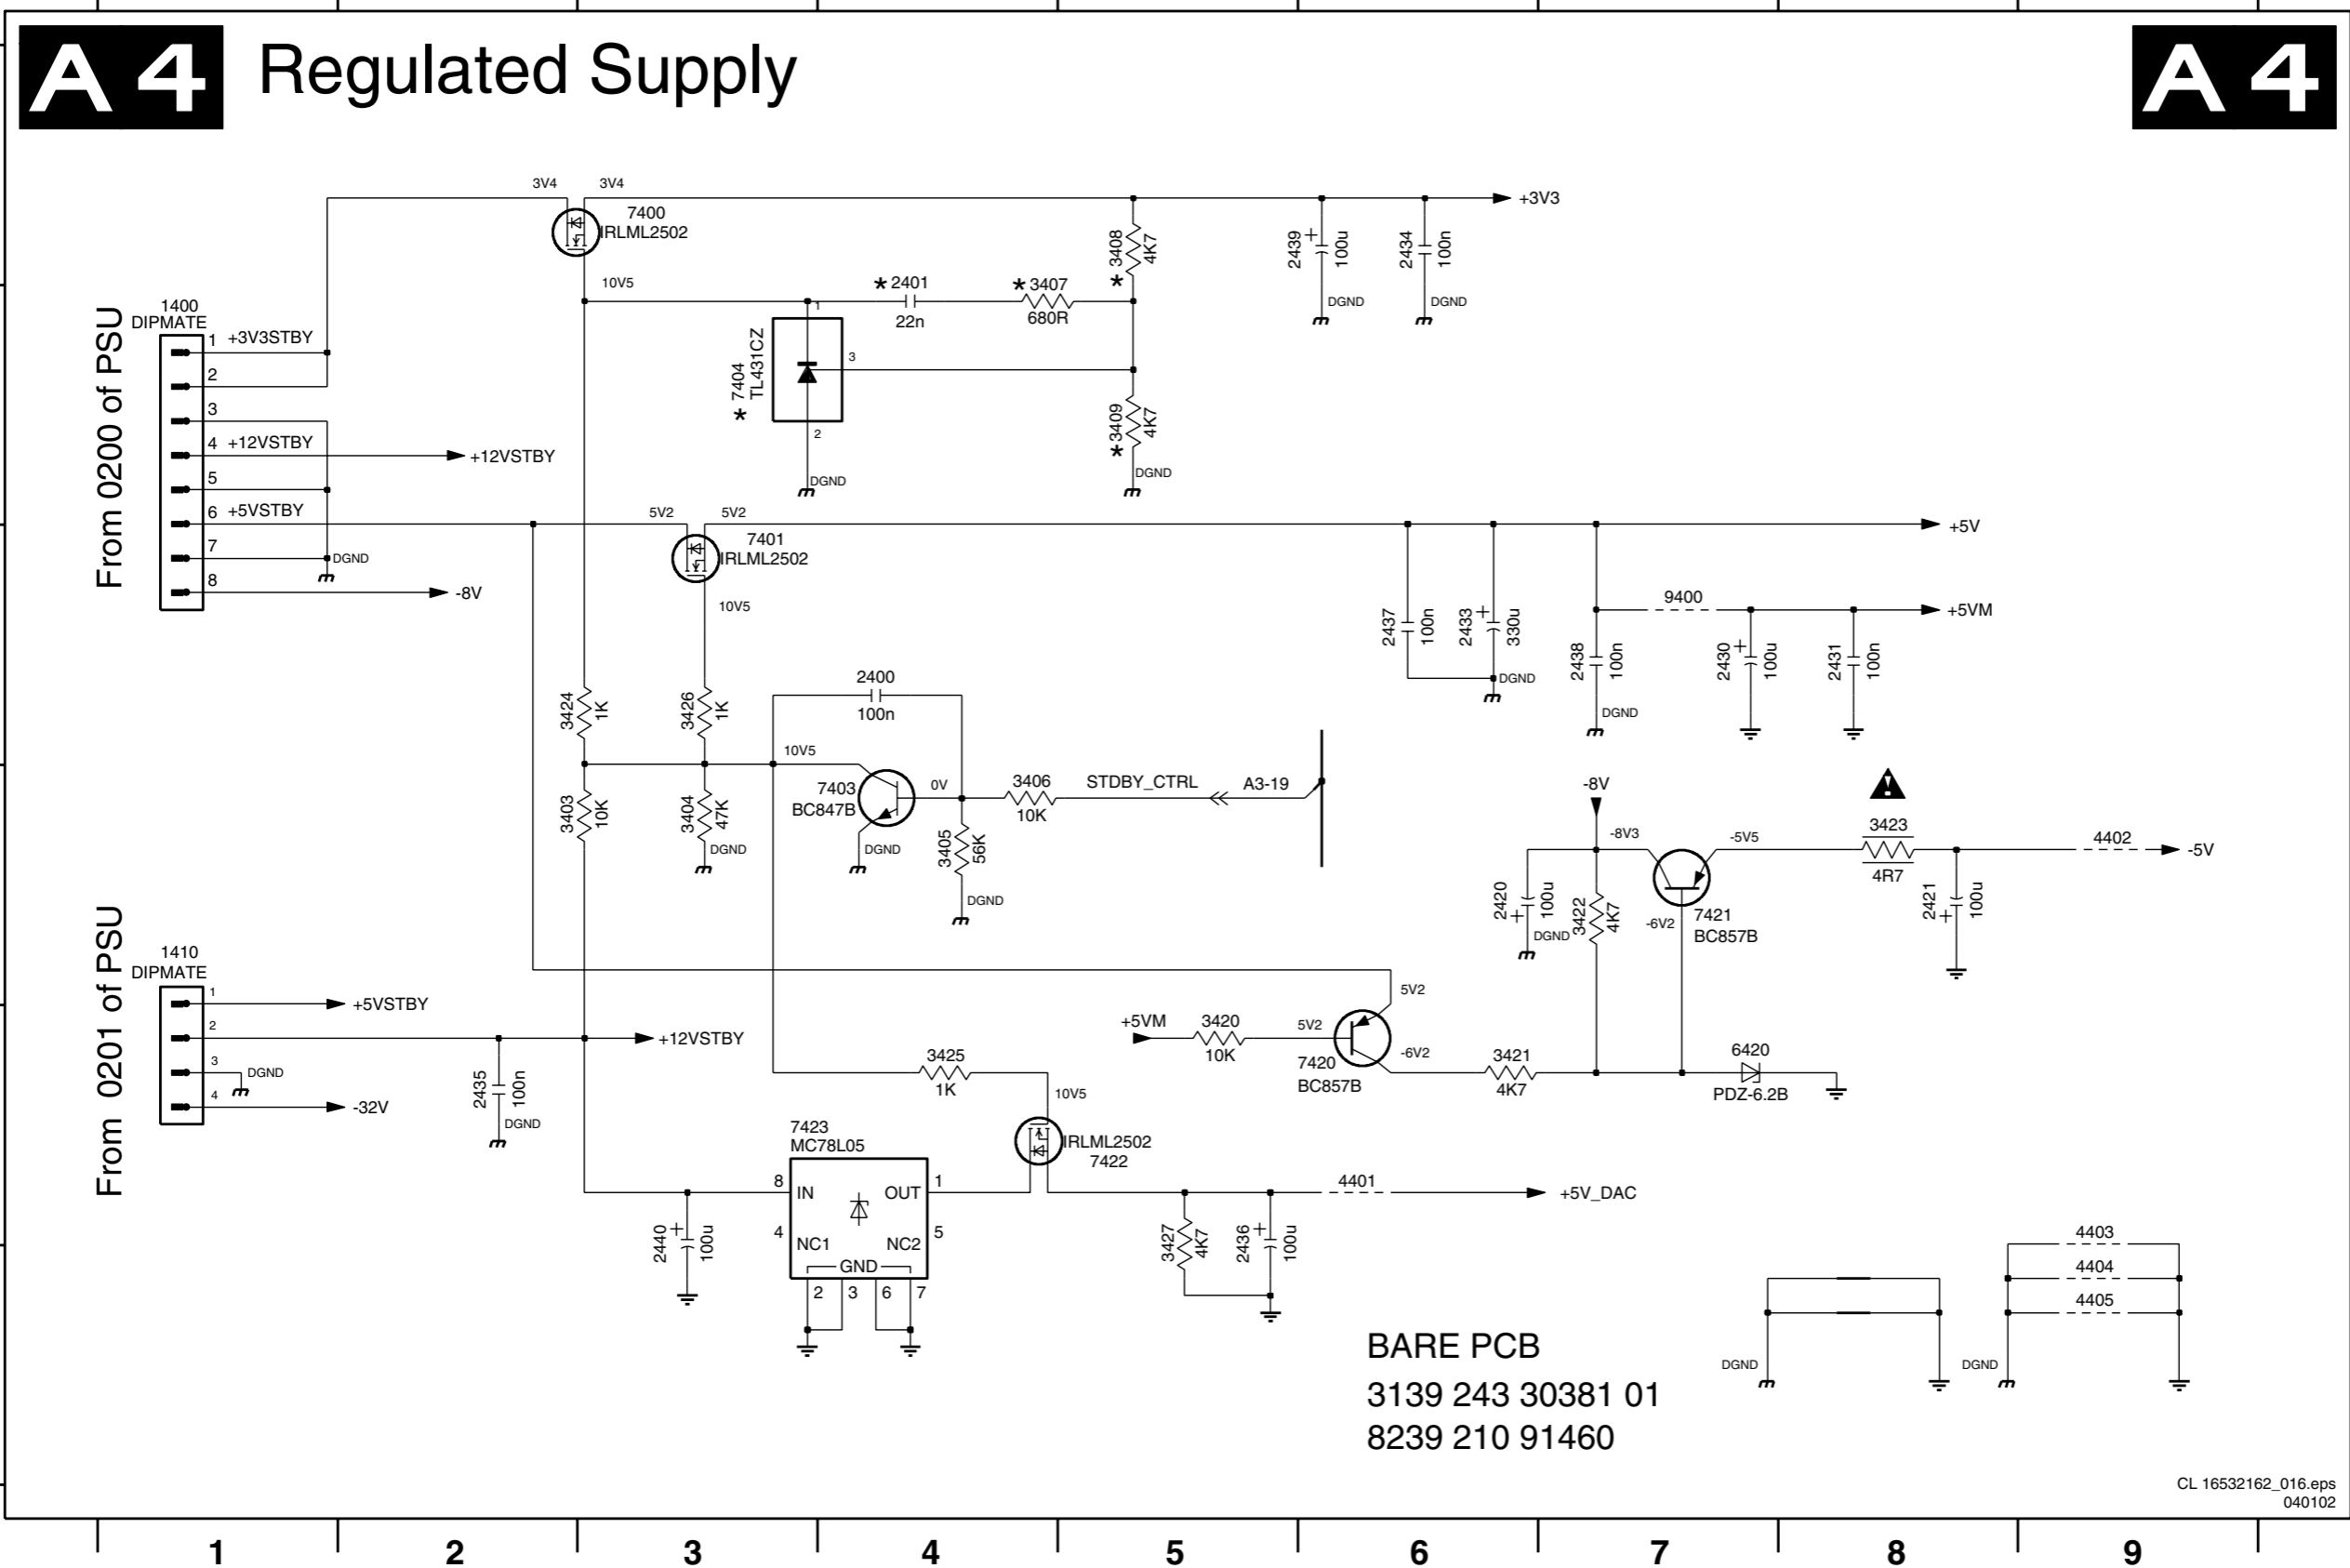 A 4 Regulated Supply A 4
3V4 3V4
7400
IRLML2502
+3V3
10V5
* 2401
22n
* 3407
680R
* 3408
4K7
2439 + 100u
DGND
2434 100n
DGND
From 0200 of PSU
1400
DIPMATE
1 +3V3STBY
2
3
4 +12VSTBY
+12VSTBY
5
6 +5VSTBY
7
DGND
8
-8V
* 7404
TL431CZ
1
3
2
DGND
* 3409
4K7
DGND
5V2 5V2
7401
IRLML2502
10V5
+5V
2437 100n
2433 + 330u
DGND
2438 100n
DGND
9400
+5VM
2430 + 100u
2431 100n
3424 1K
3426 1K
2400
100n
10V5
7403
BC847B
0V
3406
10K
STDBY_CTRL
A3-19
3403 10K
3404 47K
DGND
DGND
3405 56K
DGND
-8V
-8V3
-5V5
3423
4R7
4402
-5V
2420 + 100u
DGND
3422 4K7
-6V2
7421
BC857B
2421 + 100u
From 0201 of PSU
1410
DIPMATE
1
+5VSTBY
2
+12VSTBY
3
DGND
4
-32V
2435 100n
DGND
+5VM
3420
10K
5V2
5V2
7420
BC857B
-6V2
3421
4K7
6420
PDZ-6.2B
3425
1K
10V5
IRLML2502
7422
7423
MC78L05
8 IN OUT 1
4 NC1 NC2 5
GND
2 3 6 7
2440 + 100u
4401
+5V_DAC
3427 4K7
2436 + 100u
4403
4404
4405
DGND
DGND
BARE PCB
3139 243 30381 01
8239 210 91460
CL 16532162_016.eps
040102
1 2 3 4 5 6 7 8 9